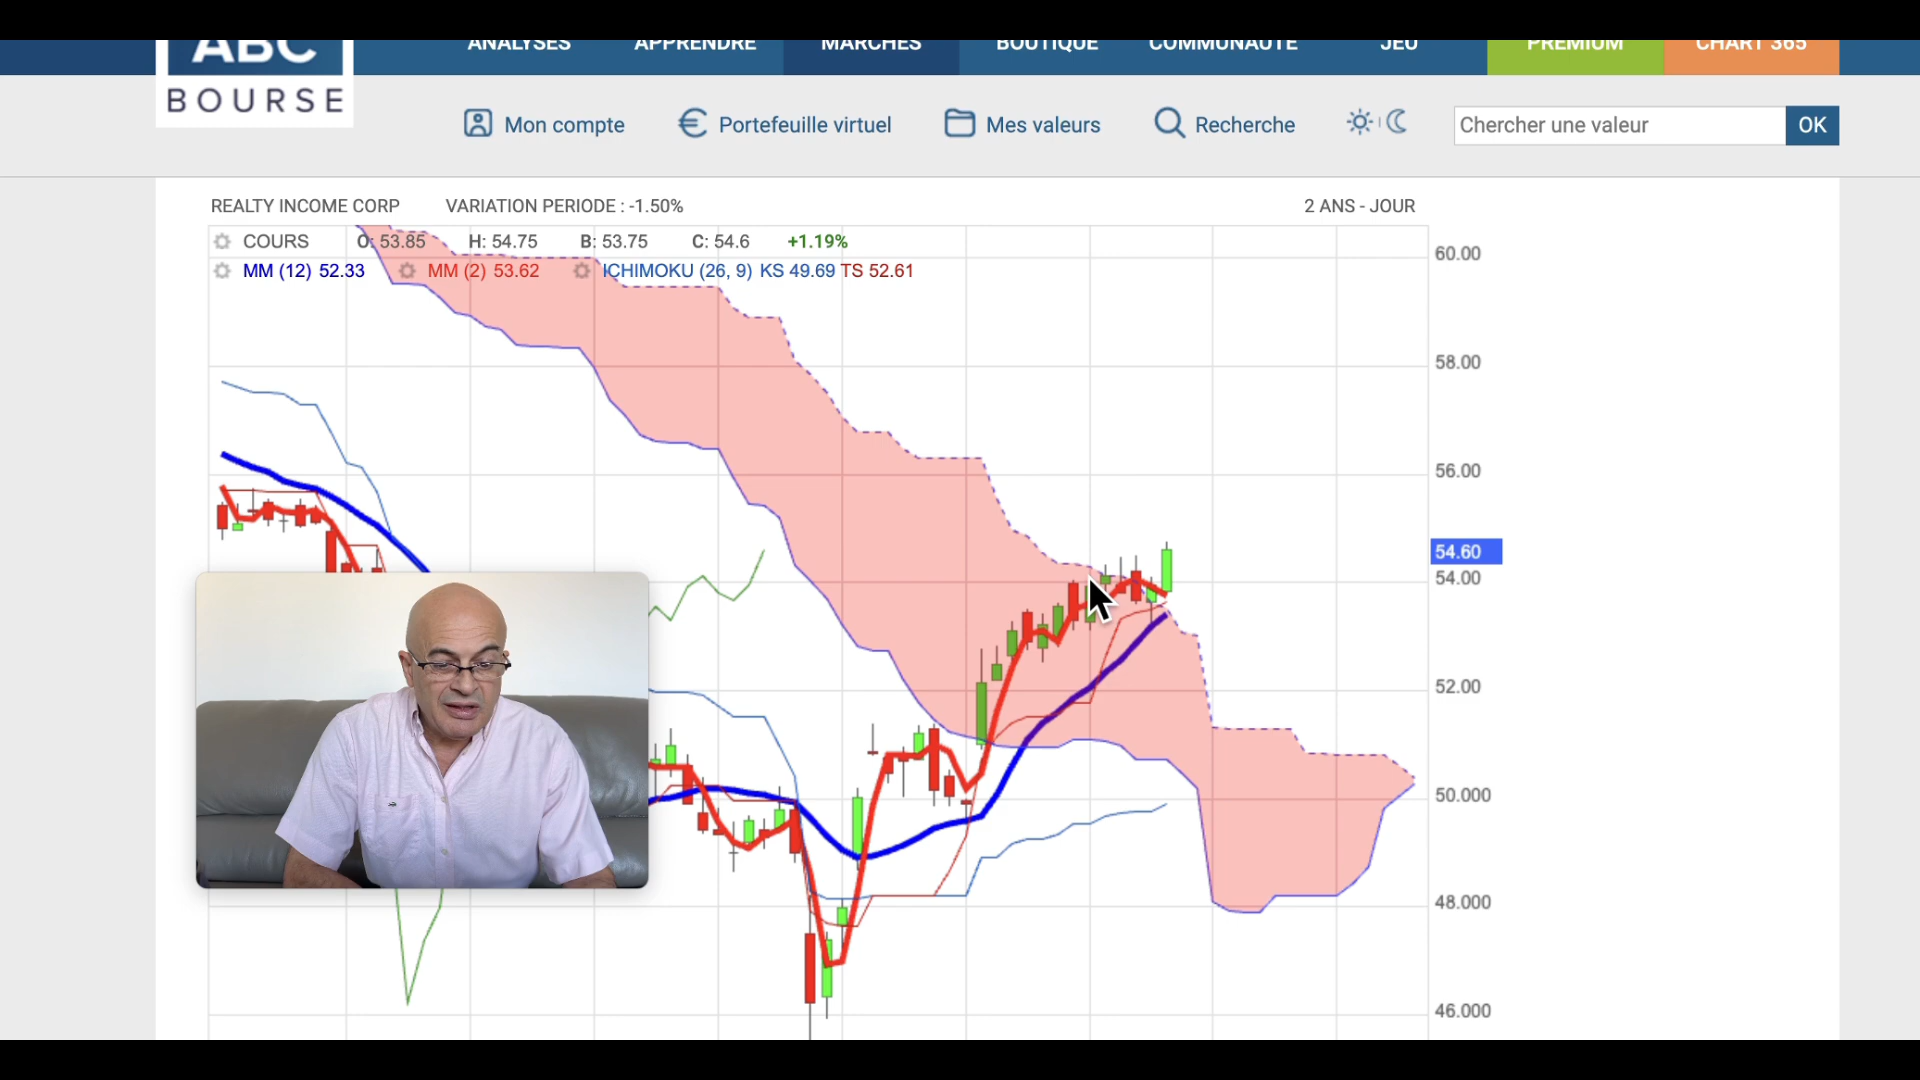 ABC
BOURSE
ANALYSES APPRENDRE MARCHÉS BOUTIQUE COMMUNAUTÉ JEU PREMIUM CHART 365
Mon compte Portefeuille virtuel Mes valeurs Recherche Chercher une valeur OK
REALTY INCOME CORP VARIATION PERIODE : -1.50% 2 ANS - JOUR
COURS O: 53.85 H: 54.75 B: 53.75 C: 54.6 +1.19%
MM (12) 52.33 MM (2) 53.62 ICHIMOKU (26, 9) KS 49.69 TS 52.61
60.00
58.00
56.00
54.60
54.00
52.00
50.000
48.000
46.000